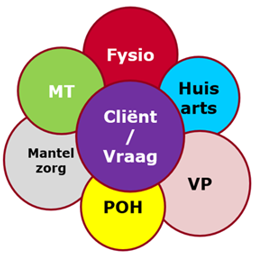 Fysio
MT
Huis
arts
Cliënt
/
Vraag
Mantel
zorg
VP
POH